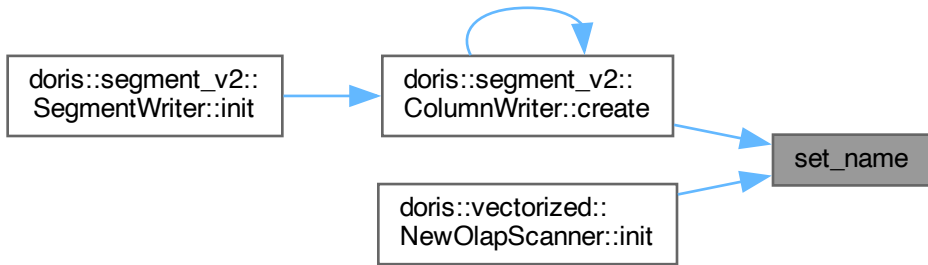 doris::segment_v2::
SegmentWriter::init
doris::segment_v2::
ColumnWriter::create
set_name
doris::vectorized::
NewOlapScanner::init